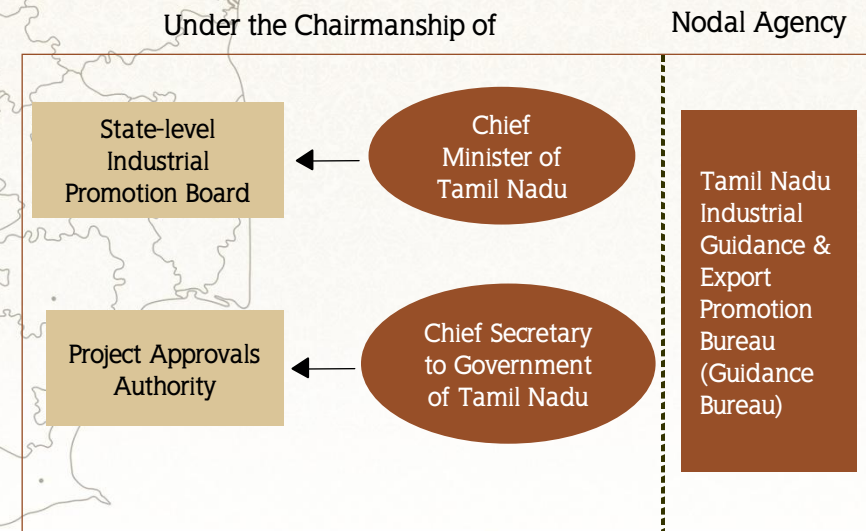 Under the Chairmanship of
Nodal Agency
State-level
Industrial
Promotion Board
Chief
Minister of
Tamil Nadu
Project Approvals
Authority
Chief Secretary
to Government
of Tamil Nadu
Tamil Nadu
Industrial
Guidance &
Export
Promotion
Bureau
(Guidance
Bureau)